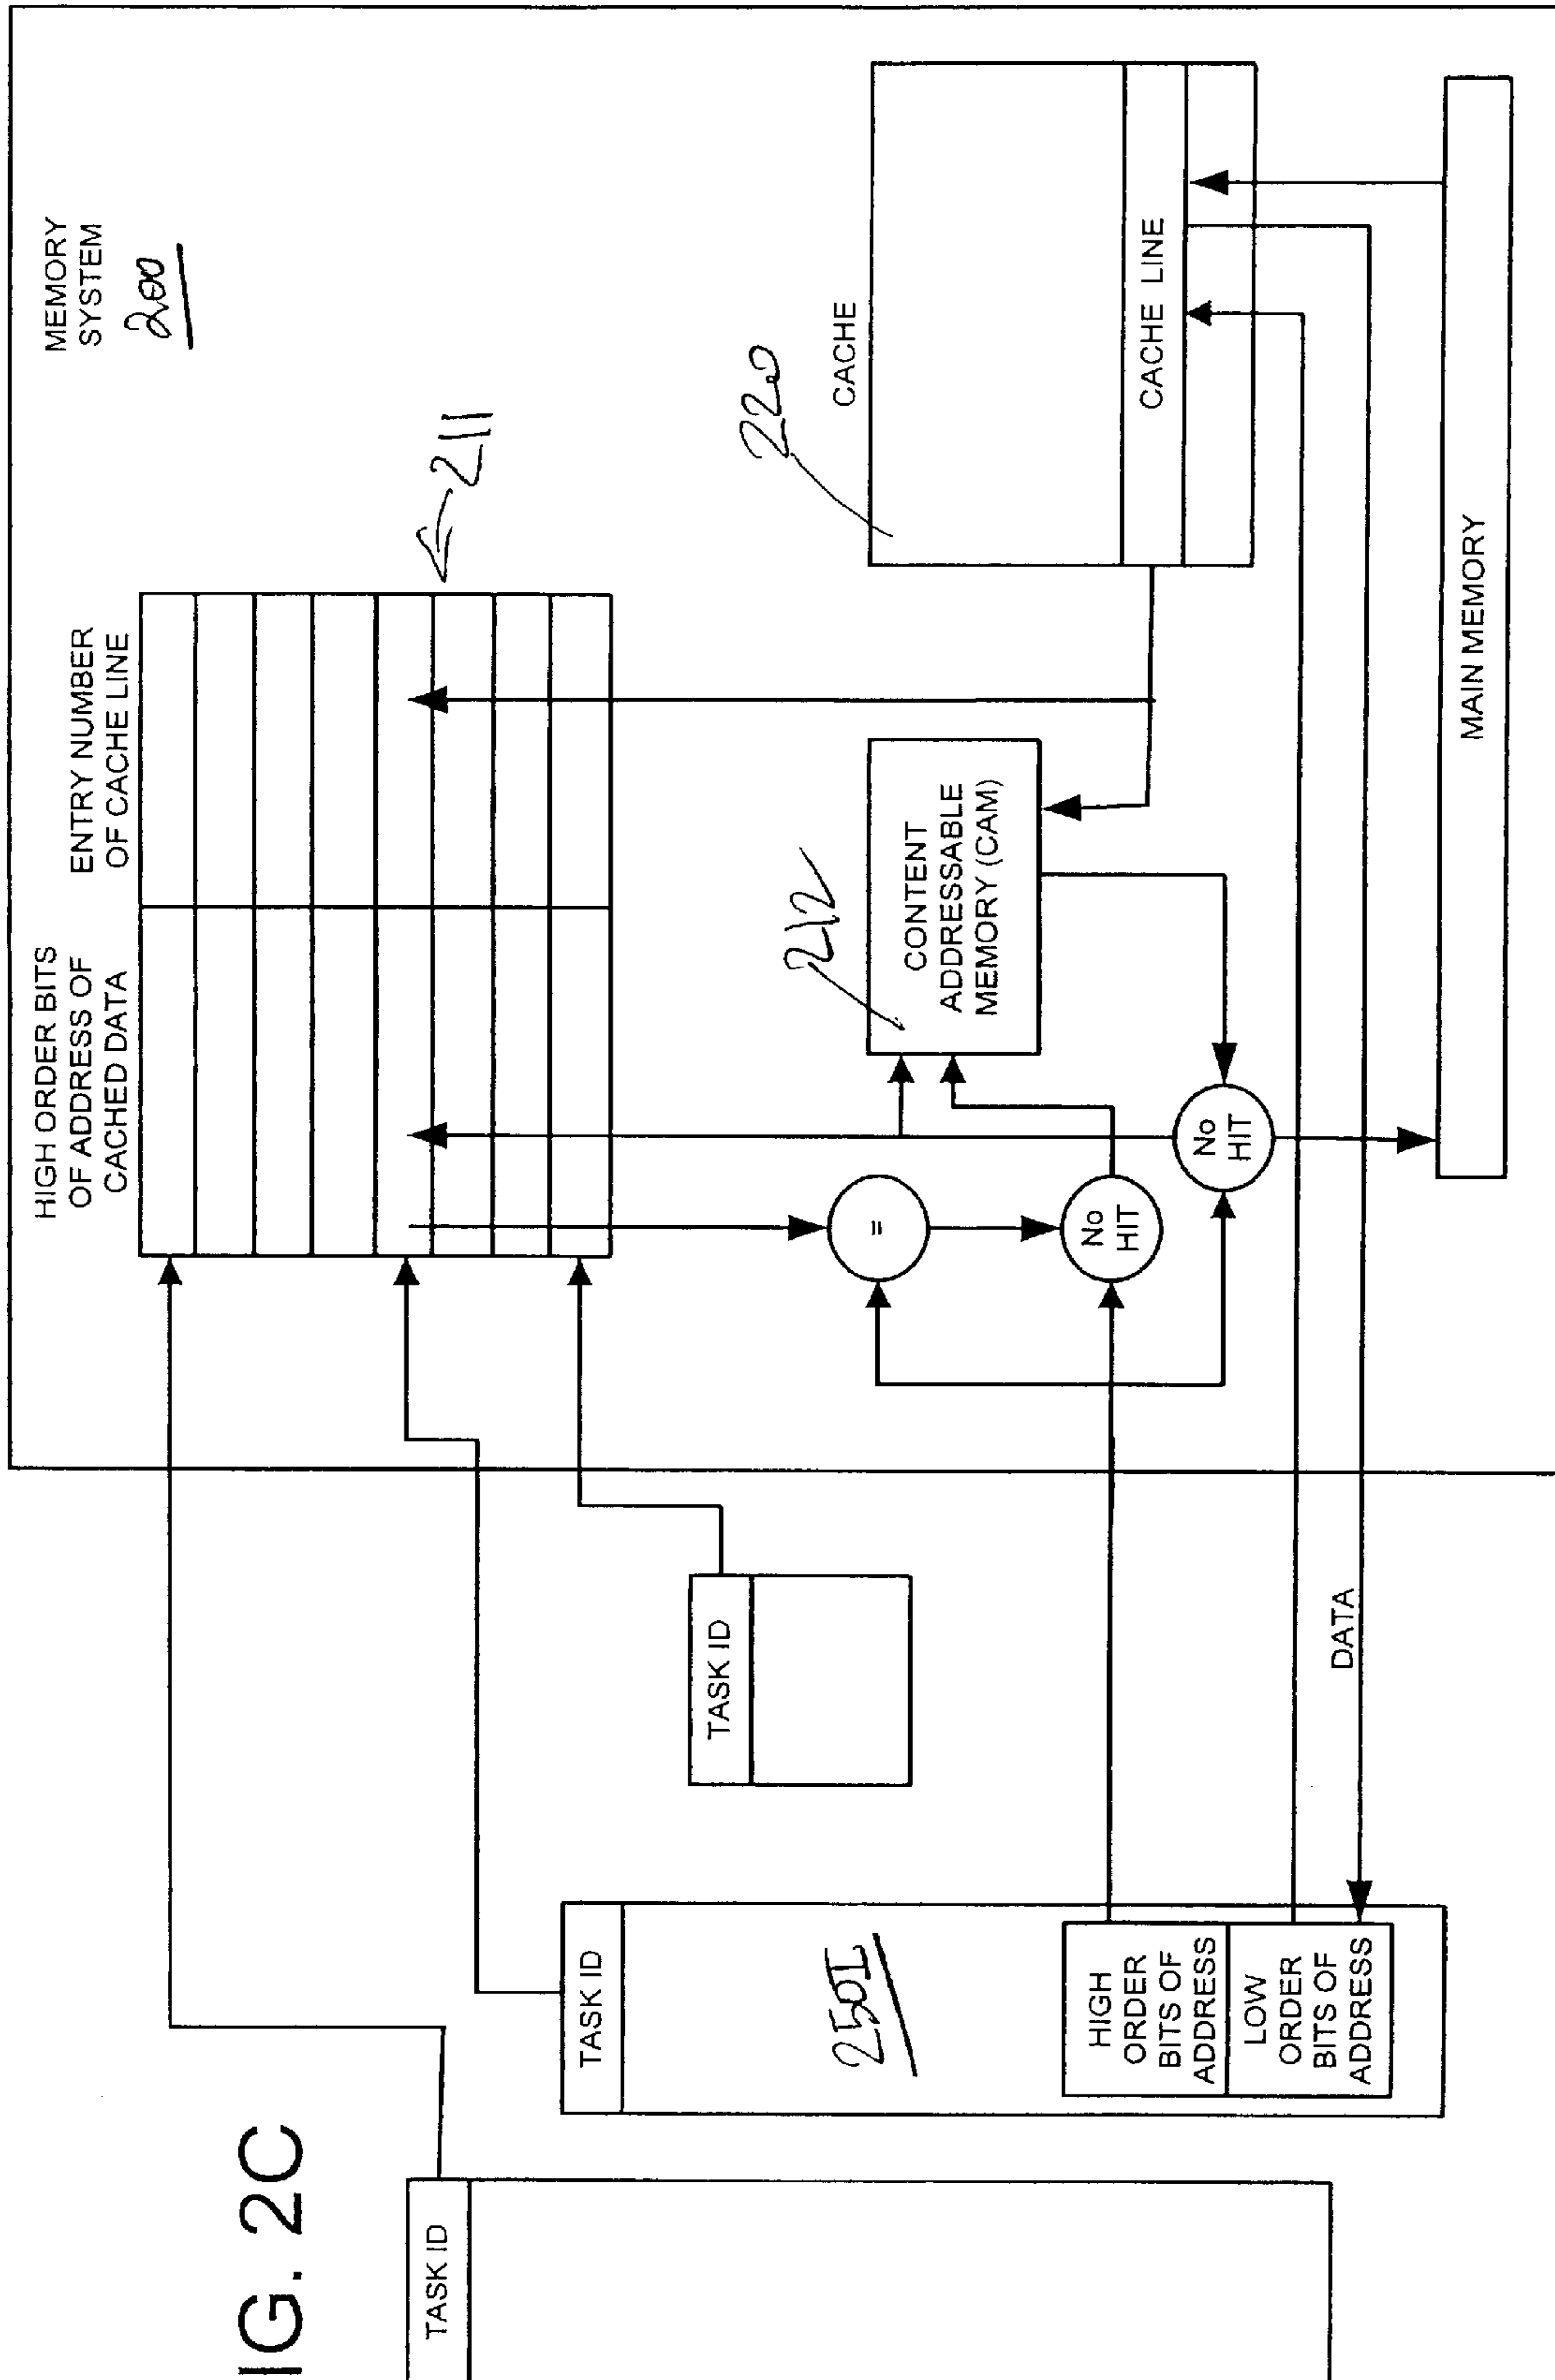 IG. 2C
MEMORY
SYSTEM
200
HIGH ORDER BITS
OF ADDRESS OF
CACHED DATA
ENTRY NUMBER
OF CACHE LINE
211
TASK ID
TASK ID
TASK ID
250I
HIGH
ORDER
BITS OF
ADDRESS
LOW
ORDER
BITS OF
ADDRESS
DATA
=
No
HIT
No
HIT
212
CONTENT
ADDRESSABLE
MEMORY (CAM)
220
CACHE
CACHE LINE
MAIN MEMORY